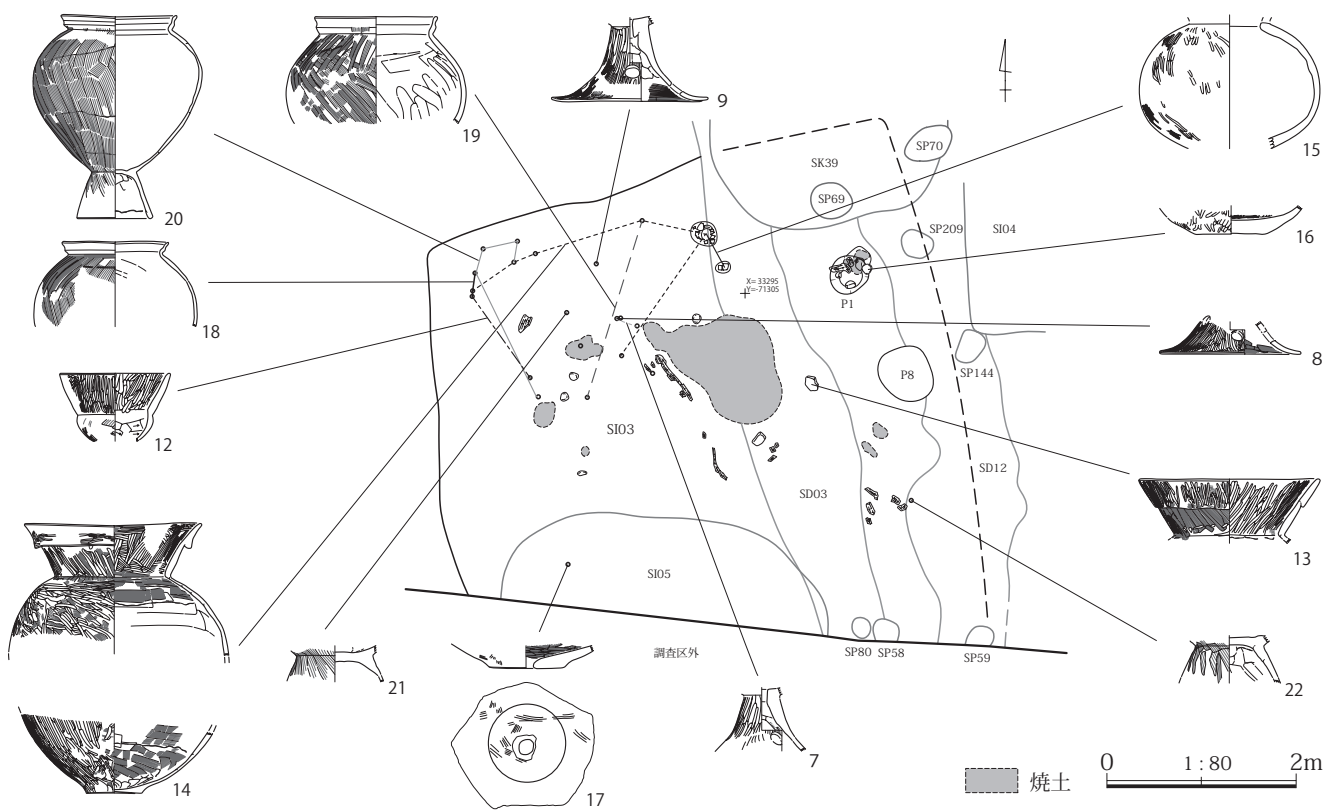 20
19
9
15
SK39
SP70
SP69
SP209
SI04
16
X= 33295
Y=-71305
P1
18
8
SP144
P8
12
SI03
SD12
SD03
13
SI05
調査区外
SP80
SP58
SP59
21
22
14
17
7
焼土
0
1 : 80
2m